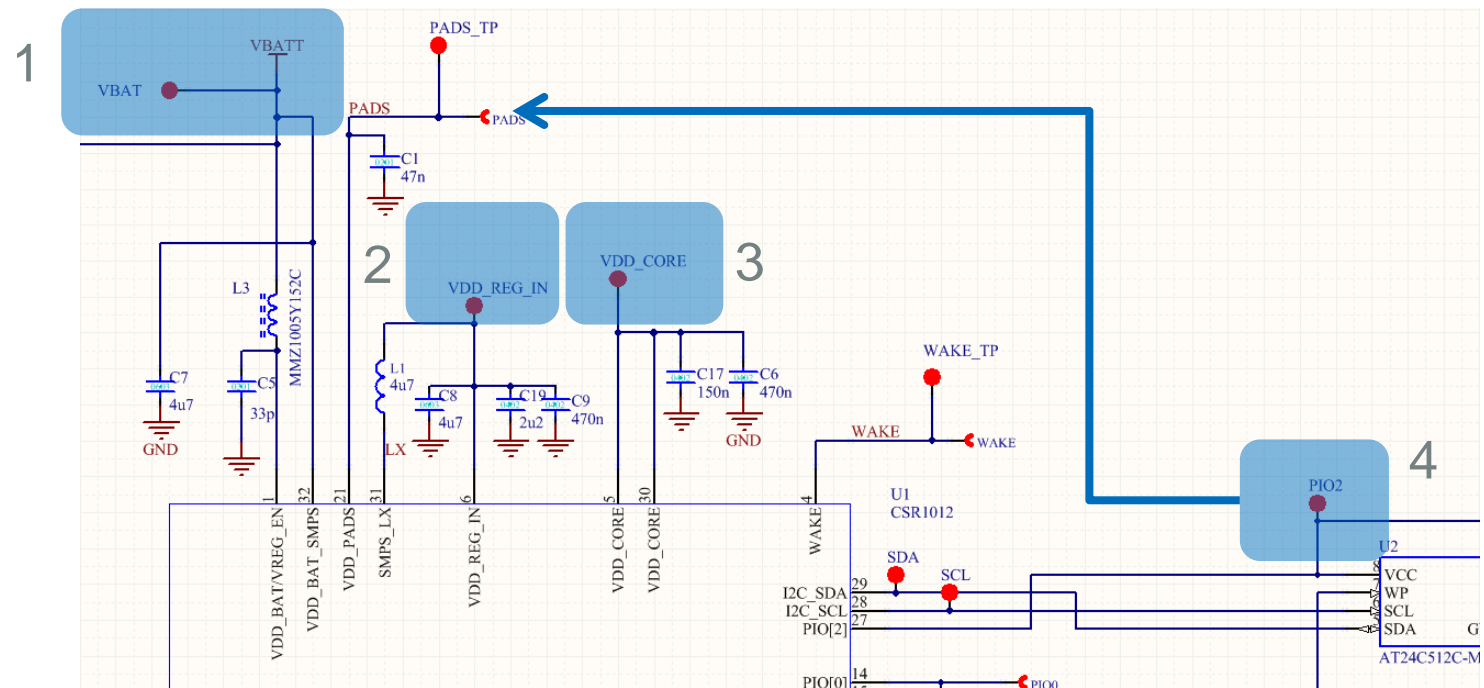 1
VBATT
VBAT
PADS_TP
PADS
PADS
C1
47n
2
VDD_REG_IN
3
VDD_CORE
L3
MMZ1005Y152C
C7
4u7
GND
C5
33p
L1
4u7
LX
C8
4u7
C19
2u2
C9
470n
C17
150n
C6
470n
GND
WAKE_TP
WAKE
WAKE
4
PIO2
1
32
21
31
6
5
30
4
VDD_BAT/VREG_EN
VDD_BAT_SMPS
VDD_PADS
SMPS_LX
VDD_REG_IN
VDD_CORE
VDD_CORE
WAKE
U1
CSR1012
SDA
SCL
I2C_SDA
29
I2C_SCL
28
PIO[2]
27
PIO[0]
14
PIO0
U2
8
VCC
WP
SCL
SDA
G
AT24C512C-M